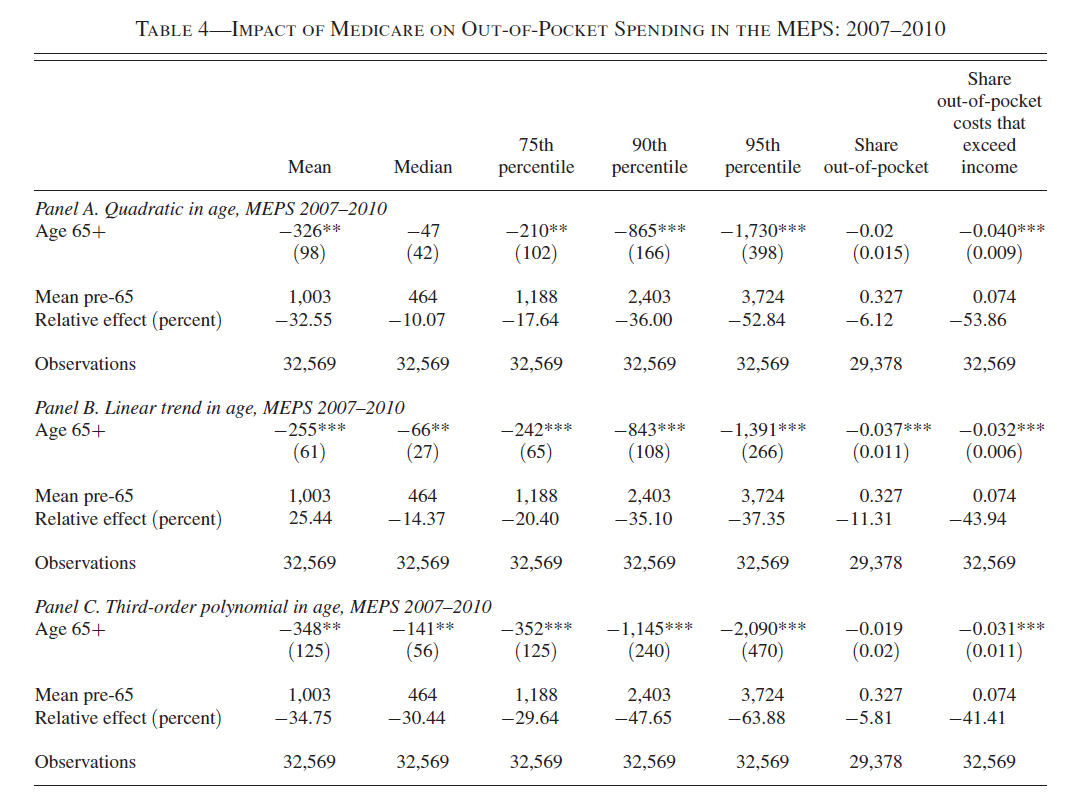 TABLE 4—IMPACT OF MEDICARE ON OUT-OF-POCKET SPENDING IN THE MEPS: 2007–2010
Share
out-of-pocket
costs that
75th 90th 95th Share exceed
Mean Median percentile percentile percentile out-of-pocket income
Panel A. Quadratic in age, MEPS 2007–2010
Age 65+ −326** −47 −210** −865*** −1,730*** −0.02 −0.040***
(98) (42) (102) (166) (398) (0.015) (0.009)
Mean pre-65 1,003 464 1,188 2,403 3,724 0.327 0.074
Relative effect (percent) −32.55 −10.07 −17.64 −36.00 −52.84 −6.12 −53.86
Observations 32,569 32,569 32,569 32,569 32,569 29,378 32,569
Panel B. Linear trend in age, MEPS 2007–2010
Age 65+ −255*** −66** −242*** −843*** −1,391*** −0.037*** −0.032***
(61) (27) (65) (108) (266) (0.011) (0.006)
Mean pre-65 1,003 464 1,188 2,403 3,724 0.327 0.074
Relative effect (percent) 25.44 −14.37 −20.40 −35.10 −37.35 −11.31 −43.94
Observations 32,569 32,569 32,569 32,569 32,569 29,378 32,569
Panel C. Third-order polynomial in age, MEPS 2007–2010
Age 65+ −348** −141** −352*** −1,145*** −2,090*** −0.019 −0.031***
(125) (56) (125) (240) (470) (0.02) (0.011)
Mean pre-65 1,003 464 1,188 2,403 3,724 0.327 0.074
Relative effect (percent) −34.75 −30.44 −29.64 −47.65 −63.88 −5.81 −41.41
Observations 32,569 32,569 32,569 32,569 32,569 29,378 32,569